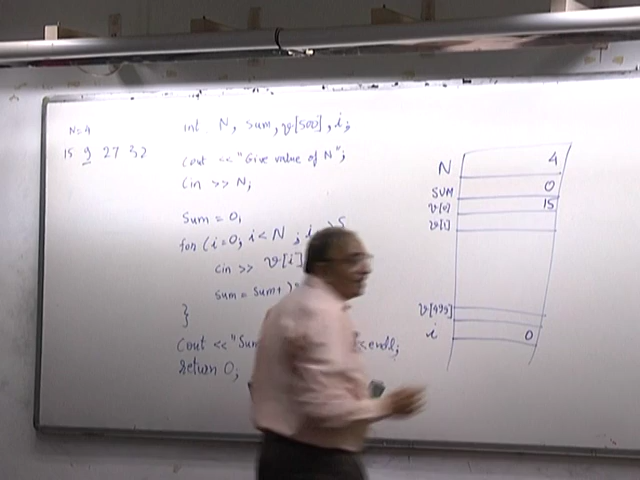 N=4
15 9 27 32
int N, sum, v[500], i;
cout << "Give value of N";
cin >> N;
Sum = 0;
for (i=0; i<N ; i
cin >> v[i]
sum = sum +
}
Cout << "Sum endl;
return 0;
N 4
SUM 0
v[0] 15
v[1]
v[499]
i 0